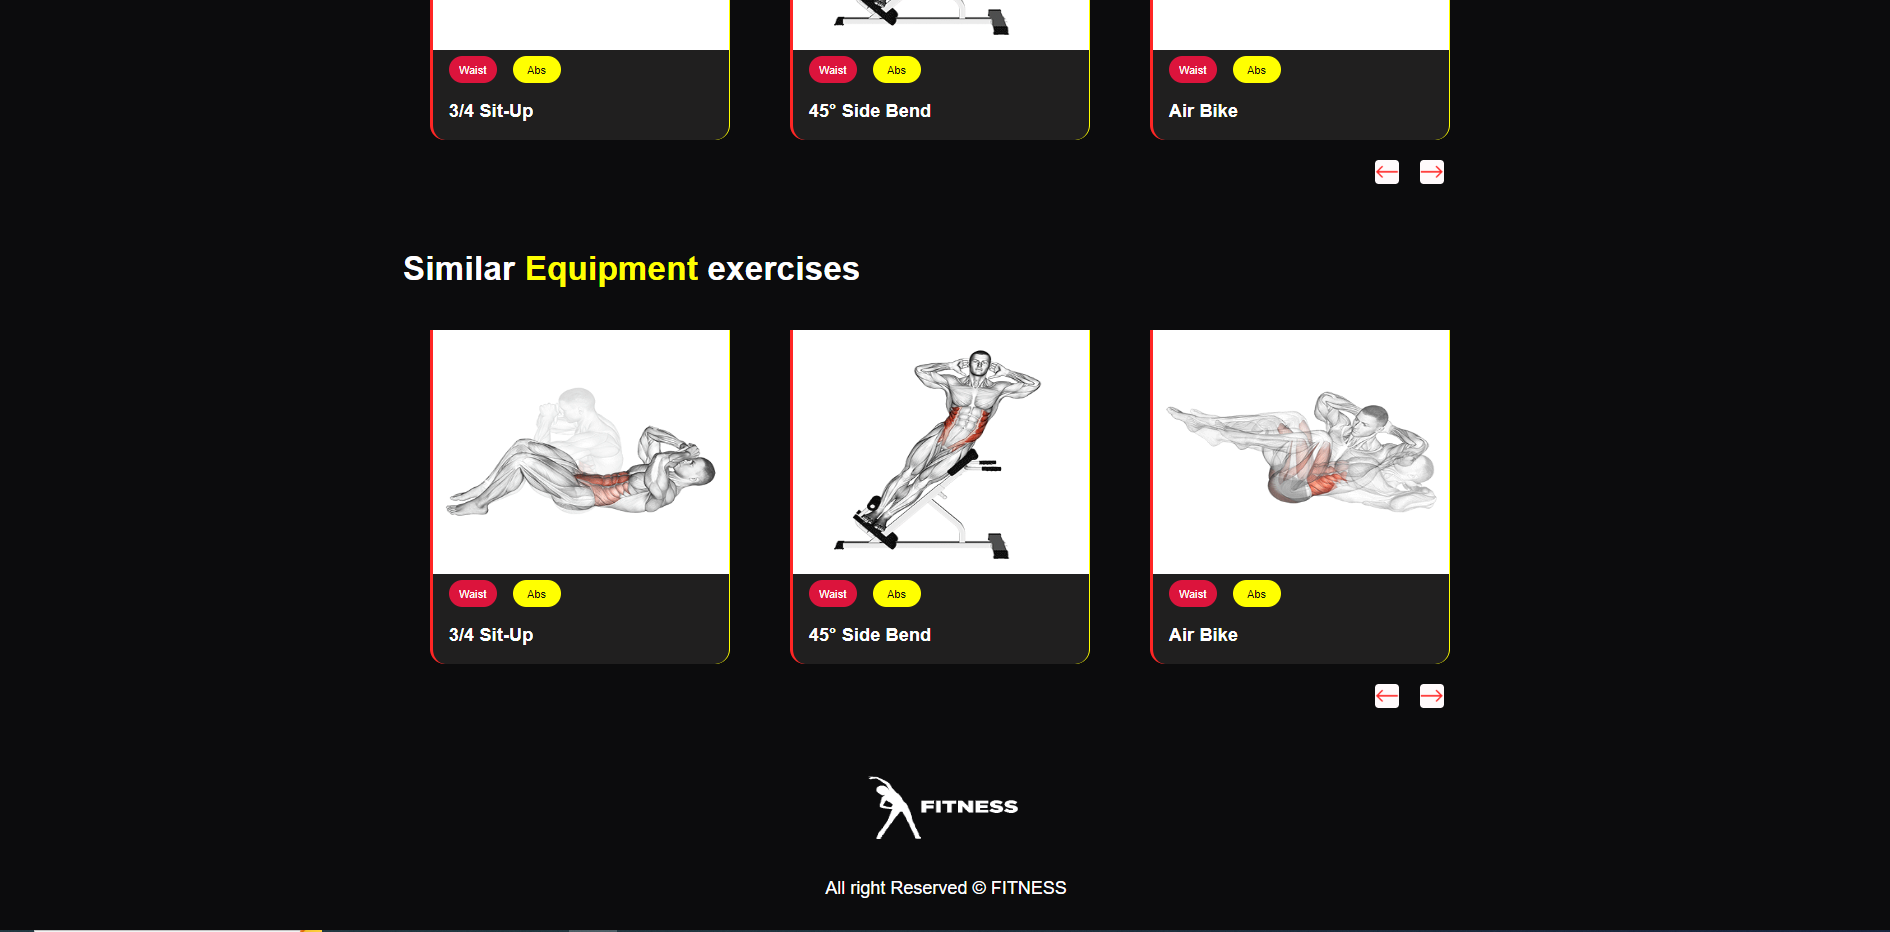 Waist Abs
3/4 Sit-Up
Waist Abs
45° Side Bend
Waist Abs
Air Bike
Similar Equipment exercises
Waist Abs
3/4 Sit-Up
Waist Abs
45° Side Bend
Waist Abs
Air Bike
FITNESS
All right Reserved © FITNESS